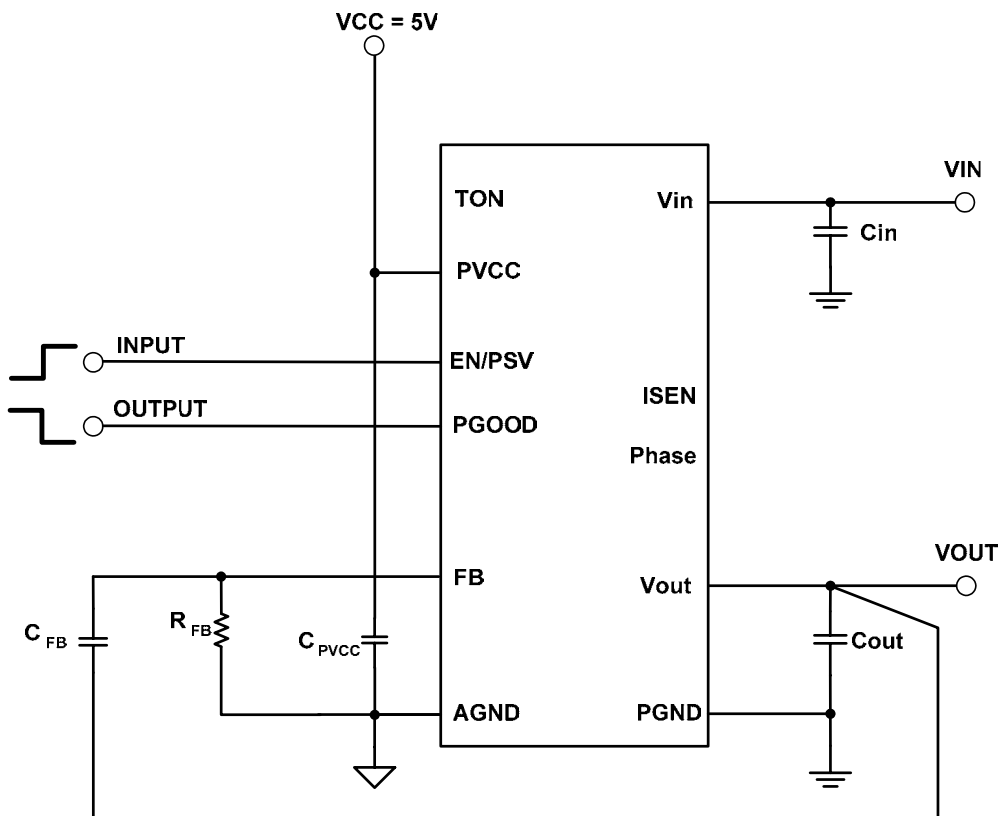 VCC = 5V
TON
Vin
VIN
Cin
PVCC
INPUT
EN/PSV
ISEN
OUTPUT
PGOOD
Phase
VOUT
FB
Vout
C FB
R FB
C PVCC
Cout
AGND
PGND